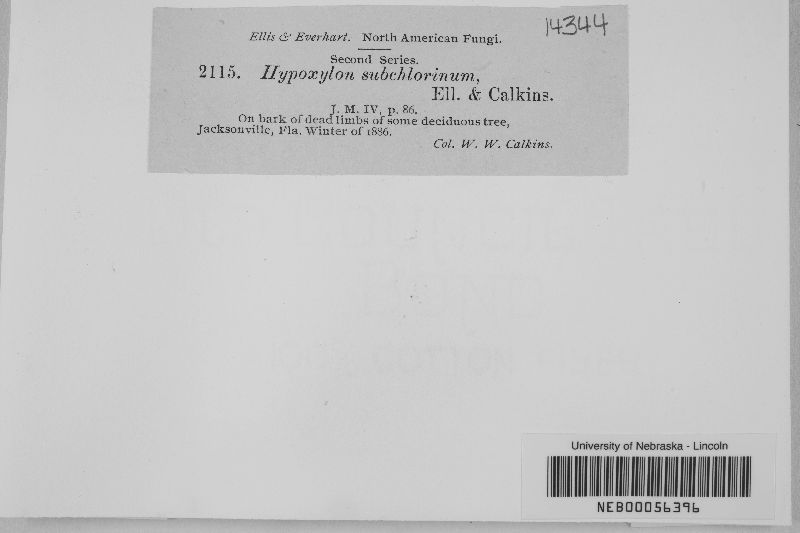 14344
Ellis & Everhart. North American Fungi.
Second Series.
2115. Hypoxylon subchlorinum,
Ell. & Calkins.
J. M. IV, p. 86.
On bark of dead limbs of some deciduous tree,
Jacksonville, Fla. Winter of 1886.
Col. W. W. Calkins.
University of Nebraska - Lincoln
NEB00056396